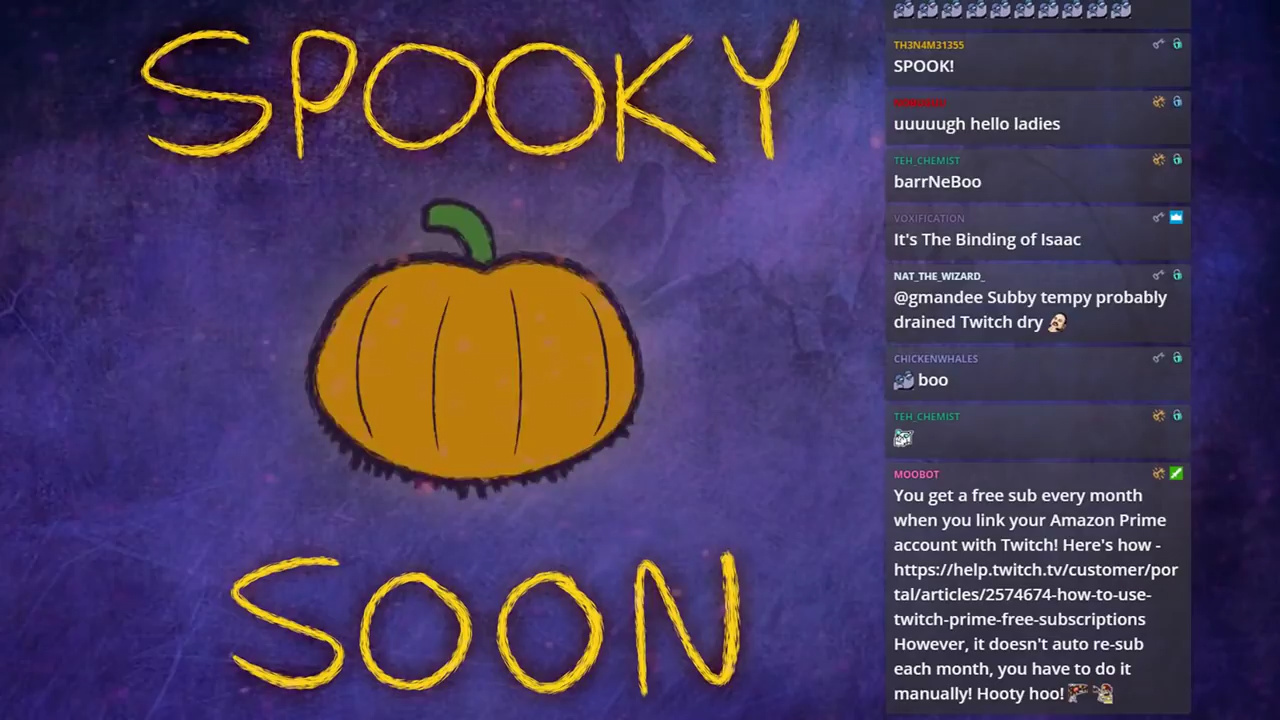 SPOOKY
SOON
TH3N4M31355
SPOOK!
uuuuugh hello ladies
TEH_CHEMIST
barrNeBoo
VOXIFICATION
It's The Binding of Isaac
NAT_THE_WIZARD_
@gmandee Subby tempy probably
drained Twitch dry
CHICKENWHALES
boo
TEH_CHEMIST
MOOBOT
You get a free sub every month
when you link your Amazon Prime
account with Twitch! Here's how -
https://help.twitch.tv/customer/por
tal/articles/2574674-how-to-use-
twitch-prime-free-subscriptions
However, it doesn't auto re-sub
each month, you have to do it
manually! Hooty hoo!